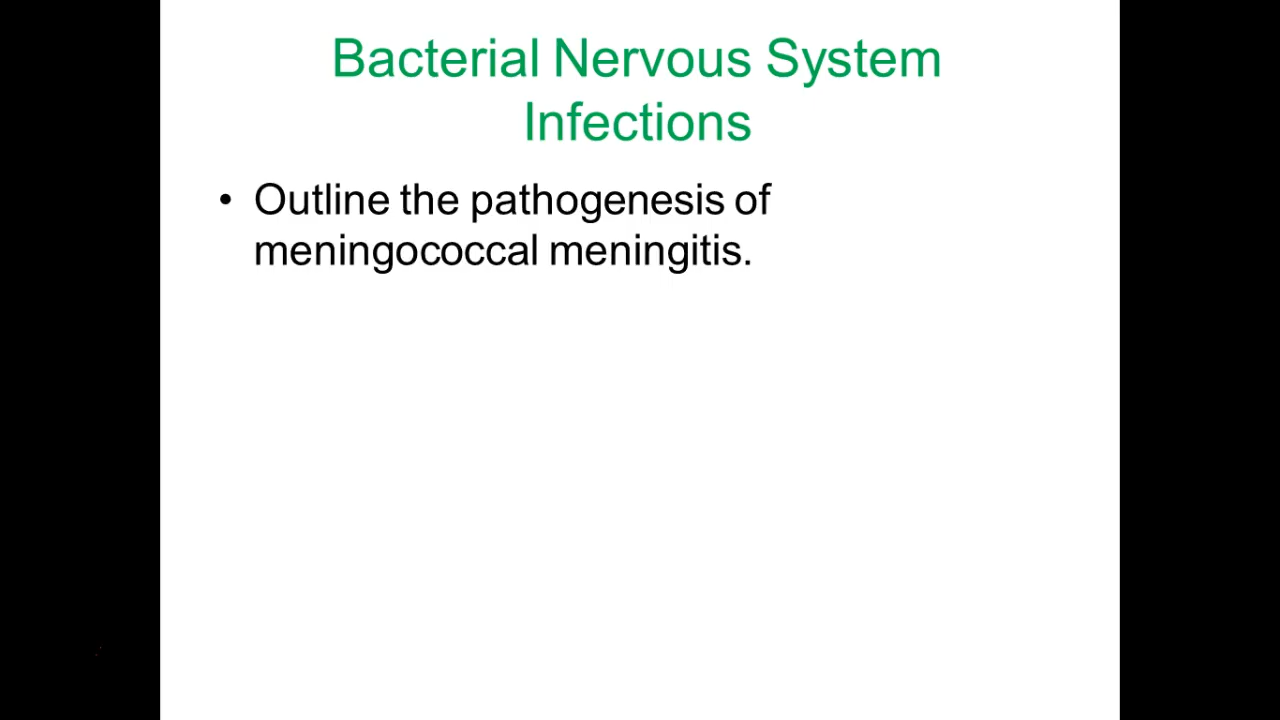 Bacterial Nervous System
Infections
• Outline the pathogenesis of
meningococcal meningitis.